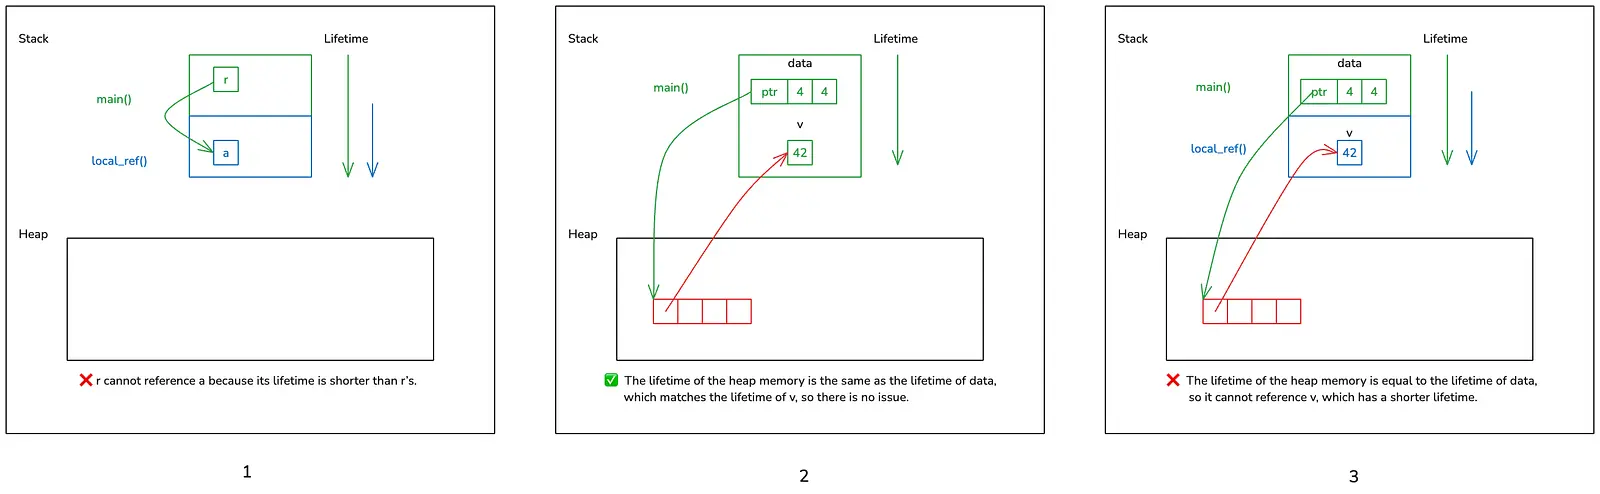 Stack
Lifetime
r
main()
a
local_ref()
Heap
❌ r cannot reference a because its lifetime is shorter than r's.
1
Stack
Lifetime
data
main()
ptr 4 4
v
42
Heap
✅ The lifetime of the heap memory is the same as the lifetime of data,
which matches the lifetime of v, so there is no issue.
2
Stack
Lifetime
data
main()
ptr 4 4
v
local_ref()
42
Heap
❌ The lifetime of the heap memory is equal to the lifetime of data,
so it cannot reference v, which has a shorter lifetime.
3